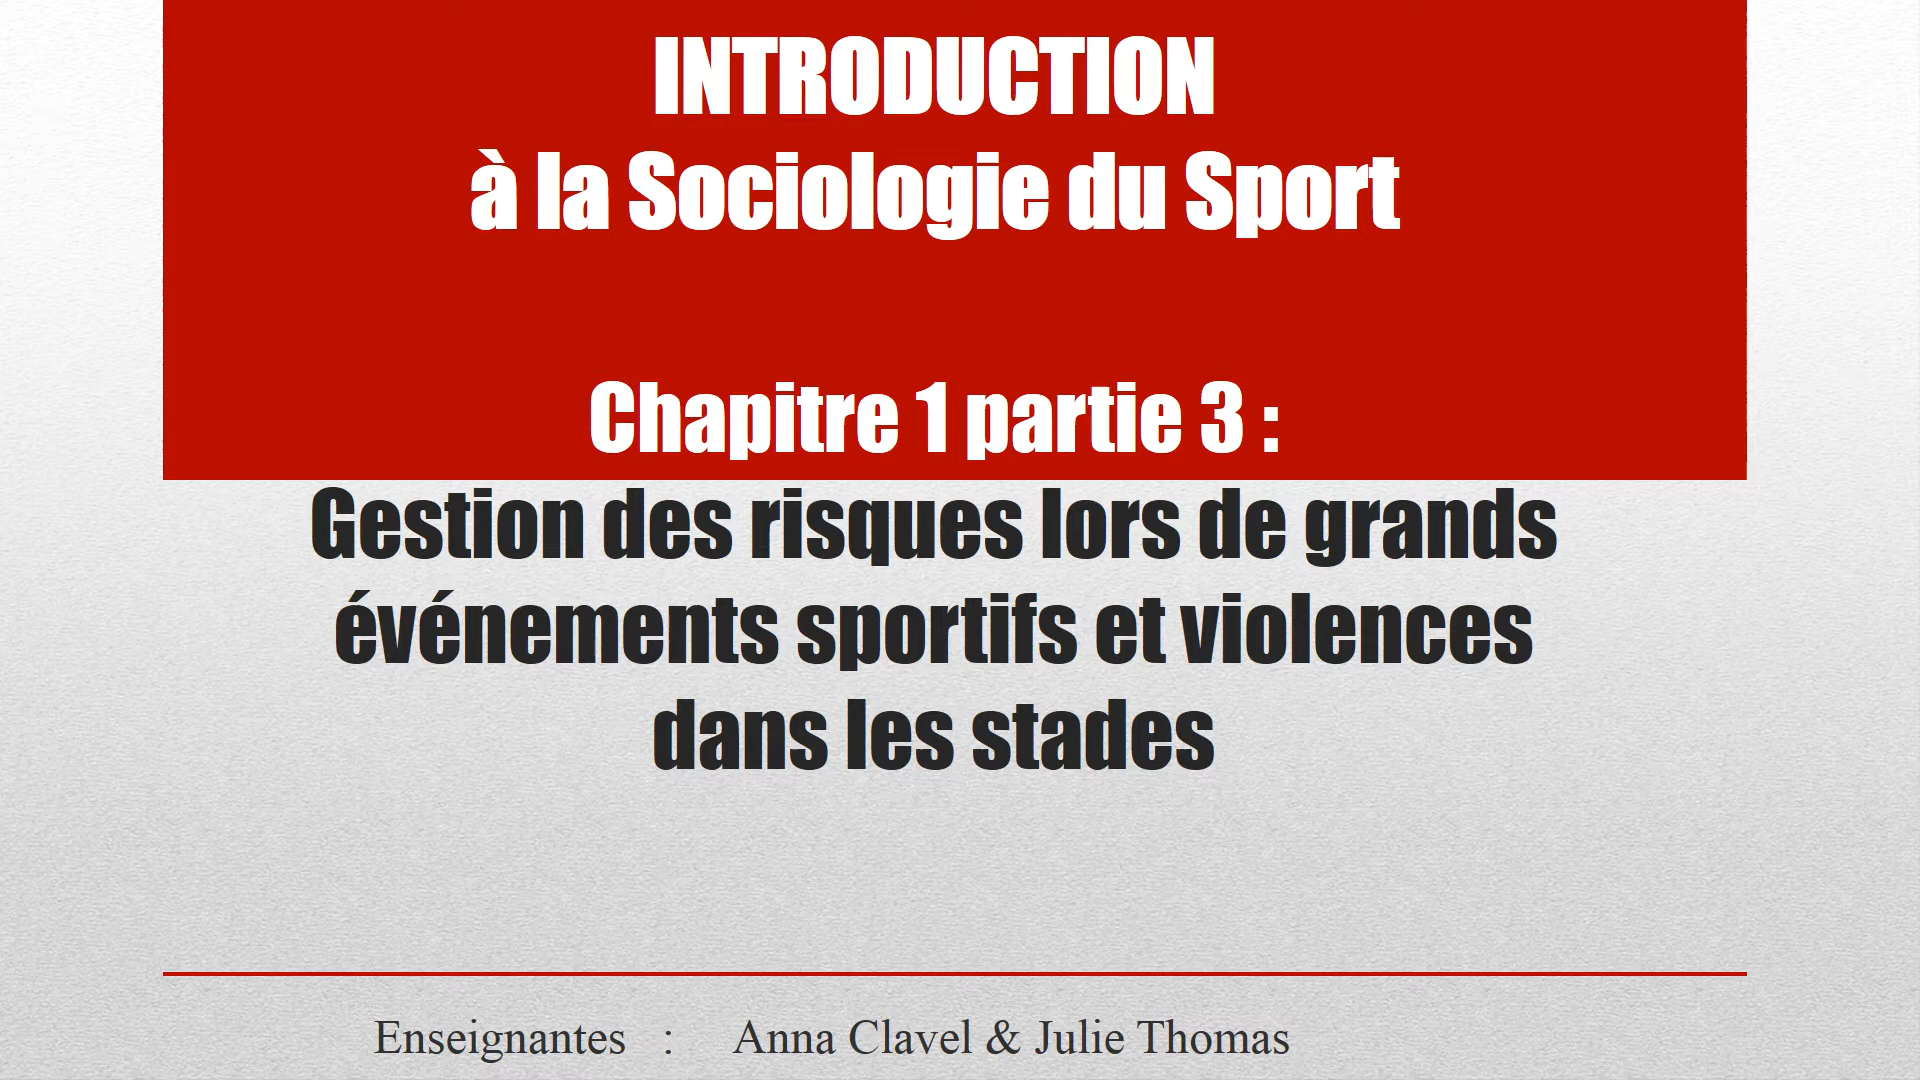 INTRODUCTION
à la Sociologie du Sport
Chapitre 1 partie 3 :
Gestion des risques lors de grands
événements sportifs et violences
dans les stades
Enseignantes : Anna Clavel & Julie Thomas